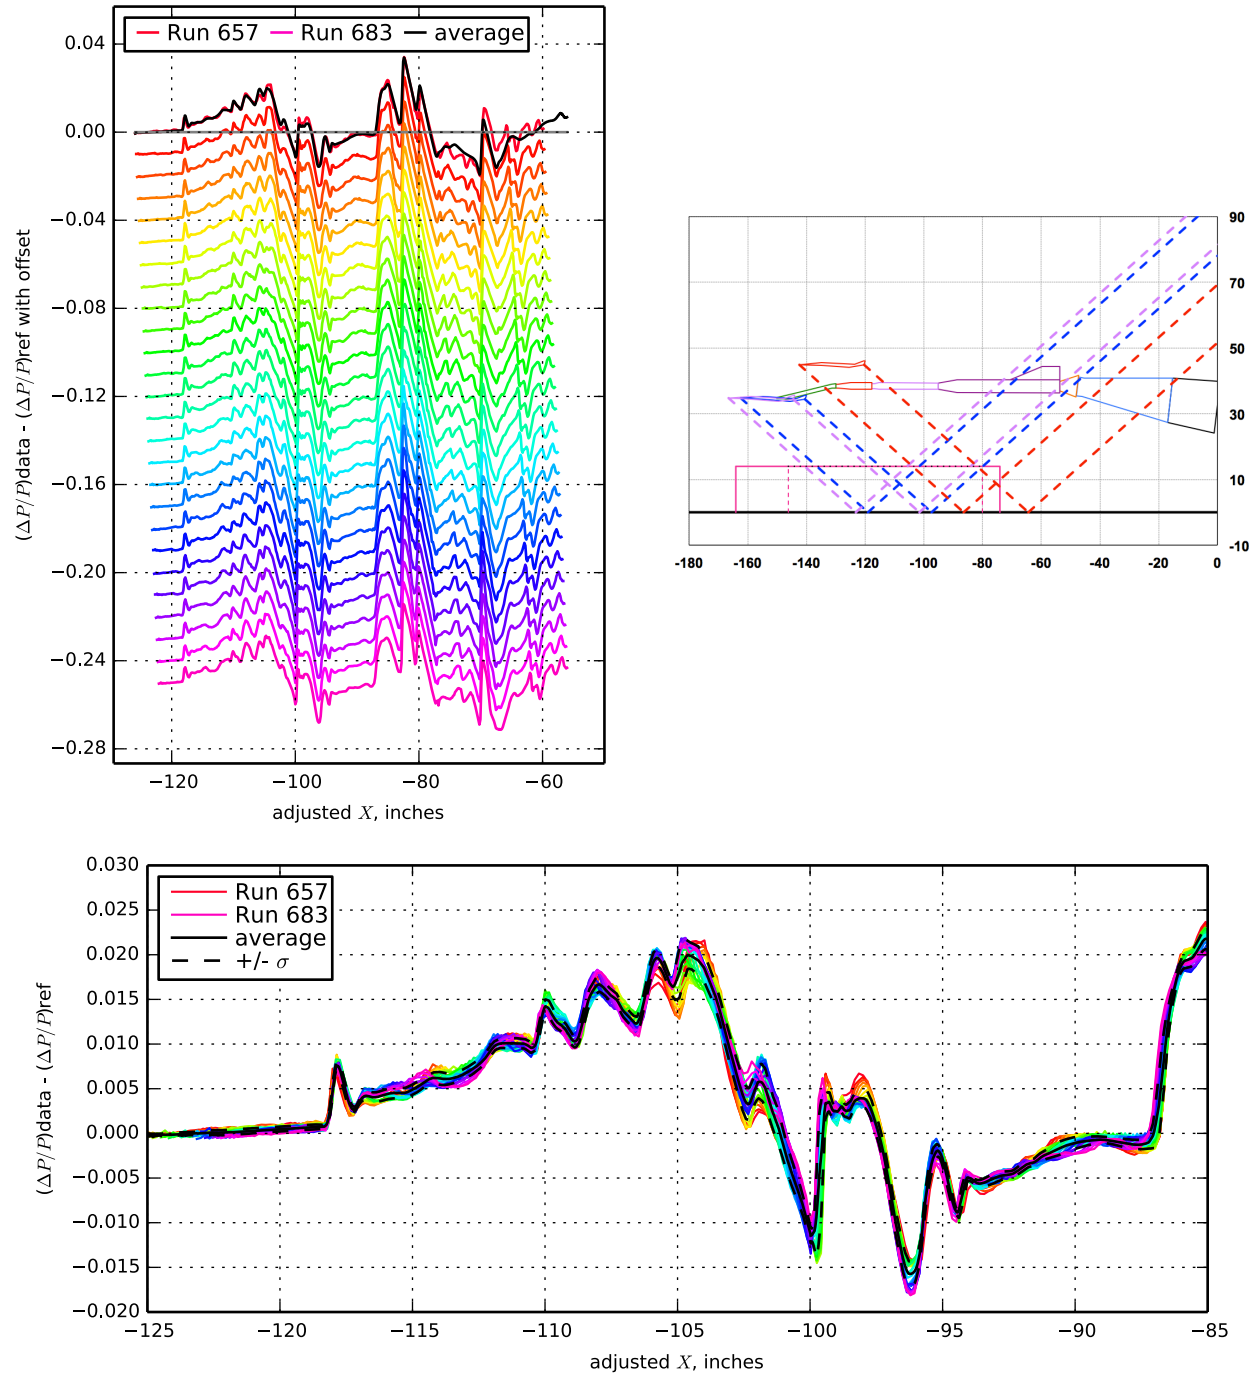 Run 657 Run 683 average
0.04
0.00
−0.04
−0.08
−0.12
−0.16
−0.20
−0.24
−0.28
(ΔP/P)data - (ΔP/P)ref with offset
−120 −100 −80 −60
adjusted X, inches
90
70
50
30
10
-10
-180 -160 -140 -120 -100 -80 -60 -40 -20 0
Run 657
Run 683
average
+/- σ
0.030
0.025
0.020
0.015
0.010
0.005
0.000
−0.005
−0.010
−0.015
−0.020
(ΔP/P)data - (ΔP/P)ref
−125 −120 −115 −110 −105 −100 −95 −90 −85
adjusted X, inches